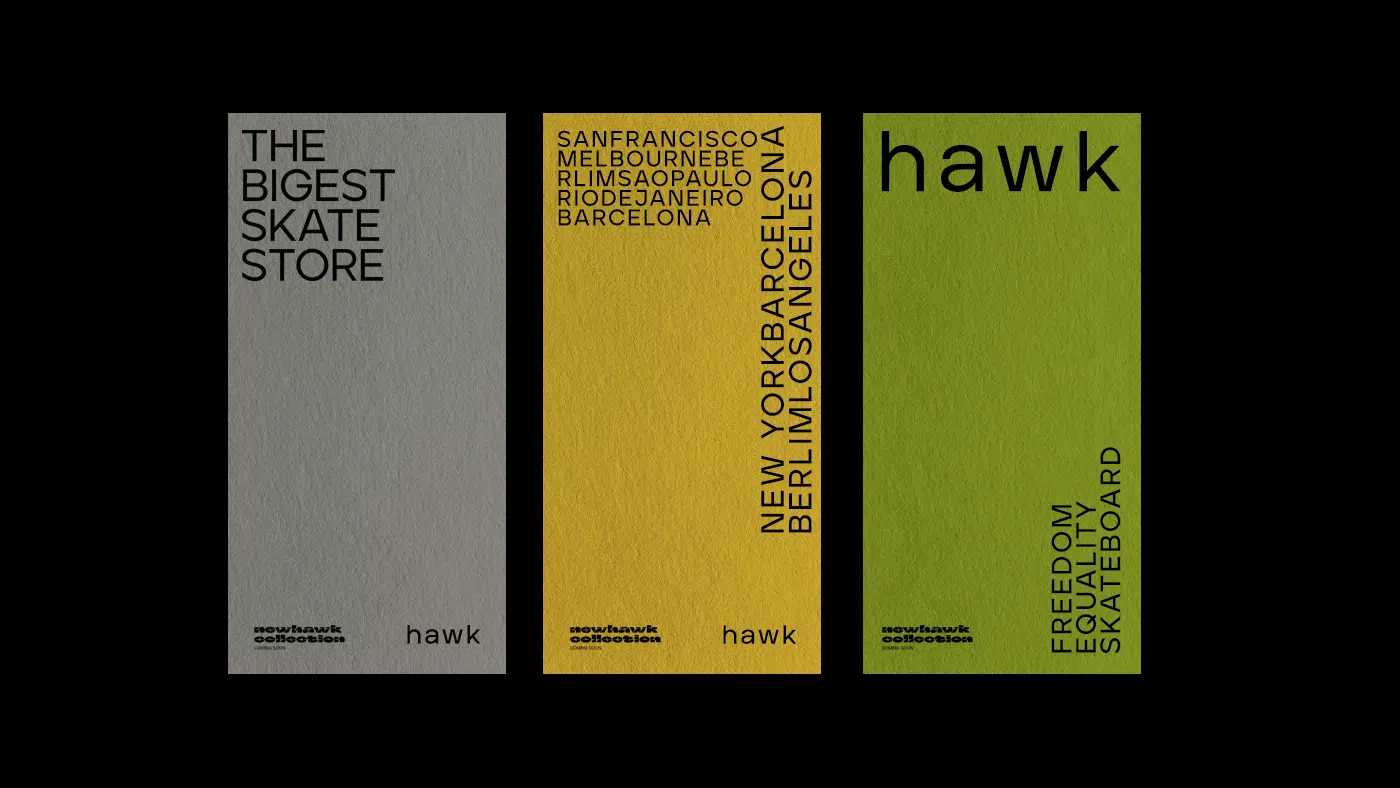 THE
BIGEST
SKATE
STORE
newhawk
collection
COMING SOON
hawk
SANFRANCISCO
MELBOURNEBE
RLIMSAOPAULO
RIODEJANEIRO
BARCELONA
NEW YORKBARCELONA
BERLIMLOSANGELES
newhawk
collection
COMING SOON
hawk
hawk
FREEDOM
EQUALITY
SKATEBOARD
newhawk
collection
COMING SOON